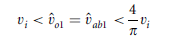 $v_i < \hat{v}_{o1} = \hat{v}_{ab1} < \frac{4}{\pi} v_i$